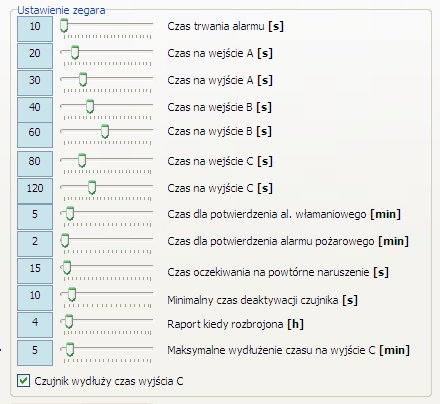 Ustawienie zegara
10 Czas trwania alarmu [s]
20 Czas na wejście A [s]
30 Czas na wyjście A [s]
40 Czas na wejście B [s]
60 Czas na wyjście B [s]
80 Czas na wejście C [s]
120 Czas na wyjście C [s]
5 Czas dla potwierdzenia al. włamaniowego [min]
2 Czas dla potwierdzenia alarmu pożarowego [min]
15 Czas oczekiwania na powtórne naruszenie [s]
10 Minimalny czas deaktywacji czujnika [s]
4 Raport kiedy rozbrojona [h]
5 Maksymalne wydłużenie czasu na wyjście C [min]
Czujnik wydłuży czas wyjścia C